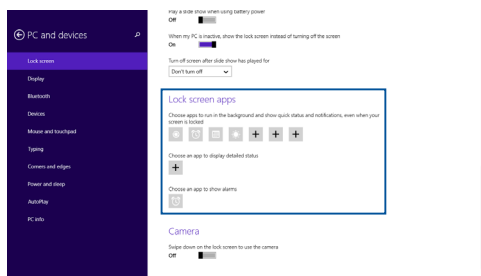 PC and devices
Lock screen
Display
Bluetooth
Devices
Mouse and touchpad
Typing
Corners and edges
Power and sleep
AutoPlay
PC info
Play a slide show when using battery power
Off
When my PC is inactive, show the lock screen instead of turning off the screen
On
Turn off screen after slide show has played for
Don't turn off
Lock screen apps
Choose apps to run in the background and show quick status and notifications, even when your
screen is locked
Choose an app to display detailed status
Choose an app to show alarms
Camera
Swipe down on the lock screen to use the camera
Off